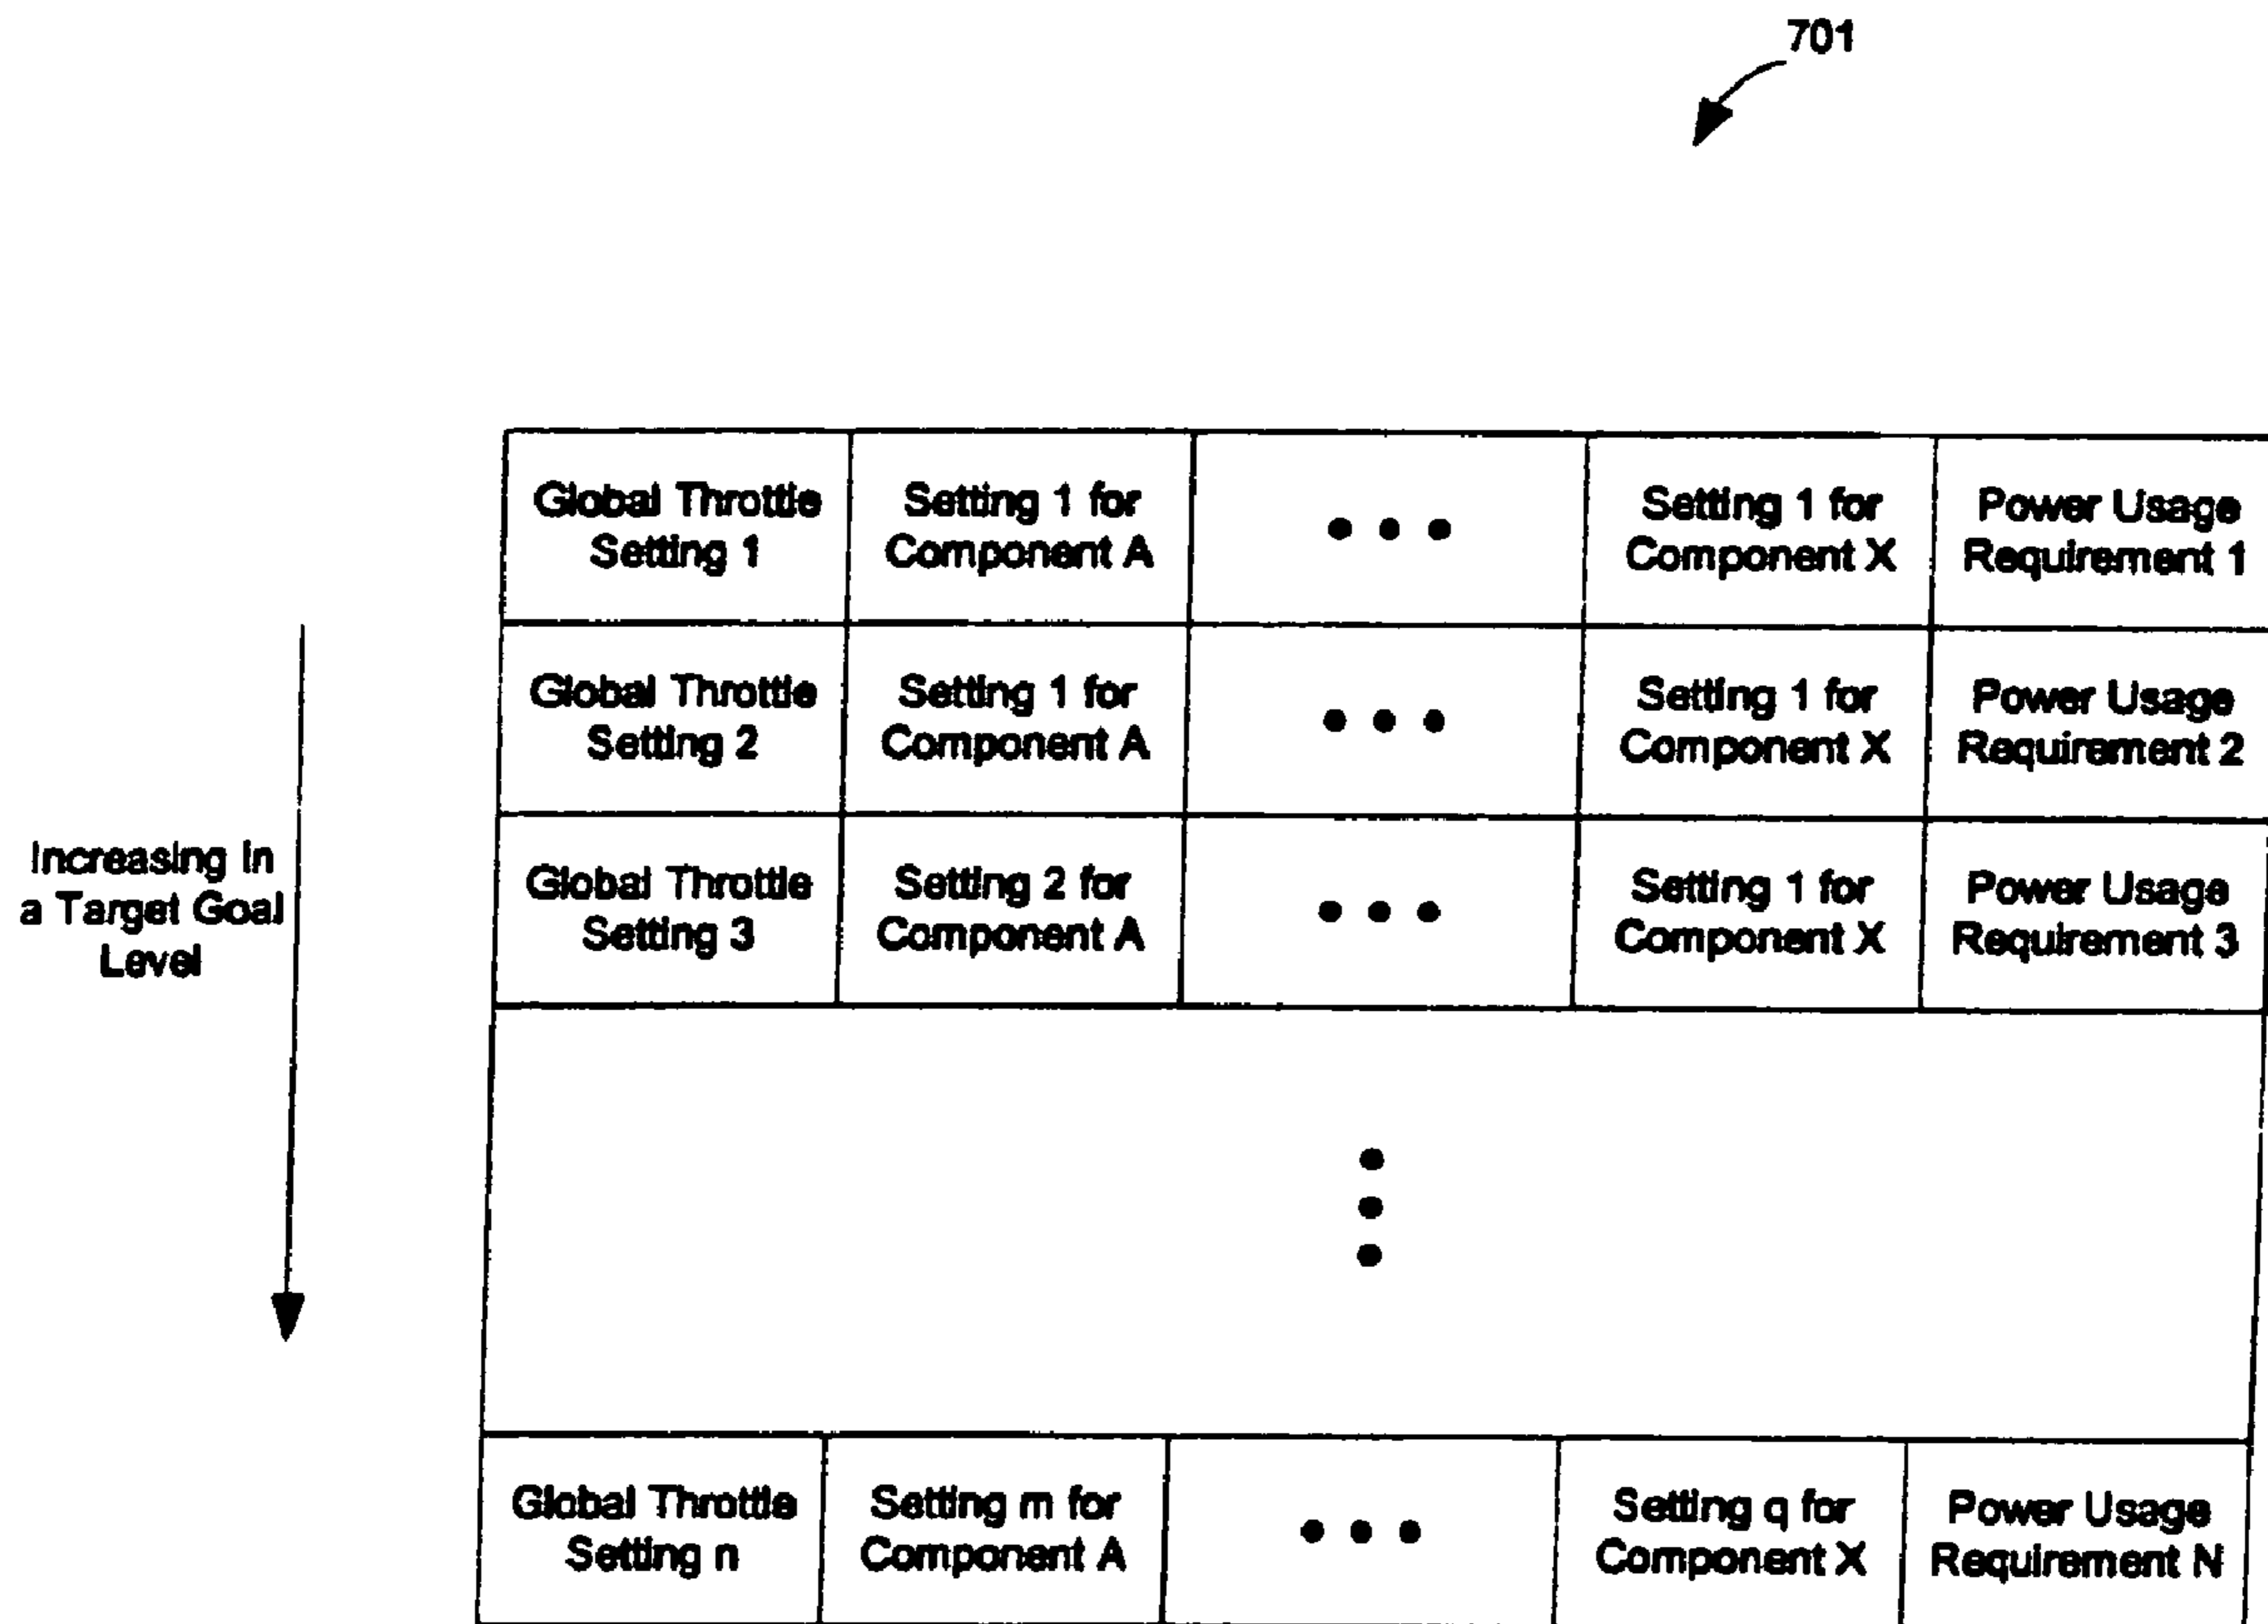 701
Global Throttle
Setting 1
Setting 1 for
Component A
• • •
Setting 1 for
Component X
Power Usage
Requirement 1
Global Throttle
Setting 2
Setting 1 for
Component A
• • •
Setting 1 for
Component X
Power Usage
Requirement 2
Increasing in
a Target Goal
Level
Global Throttle
Setting 3
Setting 2 for
Component A
• • •
Setting 1 for
Component X
Power Usage
Requirement 3
Global Throttle
Setting n
Setting m for
Component A
• • •
Setting q for
Component X
Power Usage
Requirement N